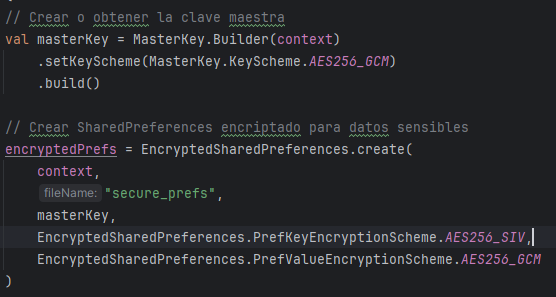 // Crear o obtener la clave maestra
val masterKey = MasterKey.Builder(context)
.setKeyScheme(MasterKey.KeyScheme.AES256_GCM)
.build()
// Crear SharedPreferences encriptado para datos sensibles
encryptedPrefs = EncryptedSharedPreferences.create(
context,
fileName: "secure_prefs",
masterKey,
EncryptedSharedPreferences.PrefKeyEncryptionScheme.AES256_SIV,
EncryptedSharedPreferences.PrefValueEncryptionScheme.AES256_GCM
)